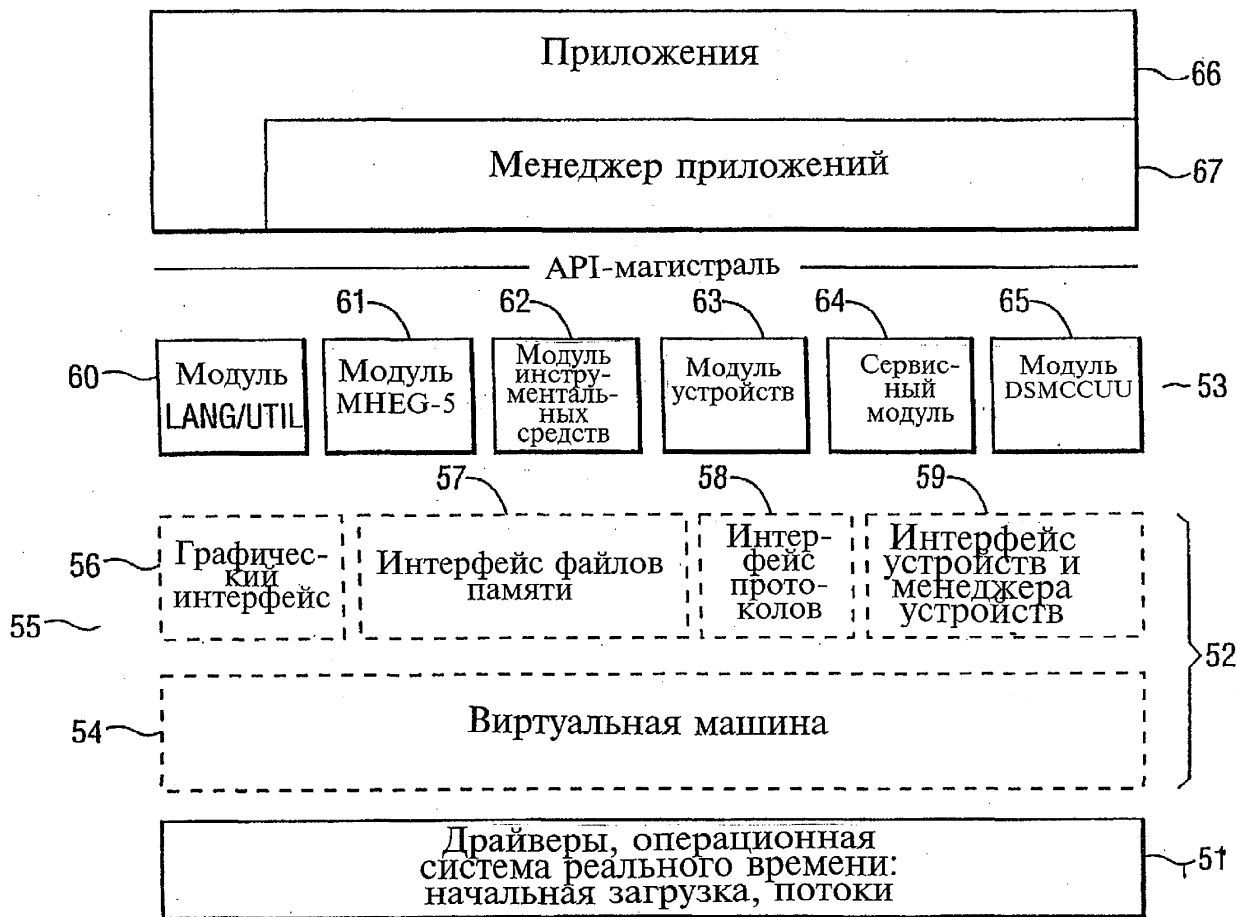 Приложения
66
Менеджер приложений
67
API-магистраль
61
62
63
64
65
60
Модуль
LANG/UTIL
Модуль
MHEG-5
Модуль
инстру-
менталь-
ных
средств
Модуль
устройств
Сервис-
ный
модуль
Модуль
DSMCCUU
53
57
58
59
56
Графичес-
кий
интерфейс
Интерфейс файлов
памяти
Интер-
фейс
прото-
колов
Интерфейс
устройств и
менеджера
устройств
55
52
54
Виртуальная машина
Драйверы, операционная
система реального времени:
начальная загрузка, потоки
51